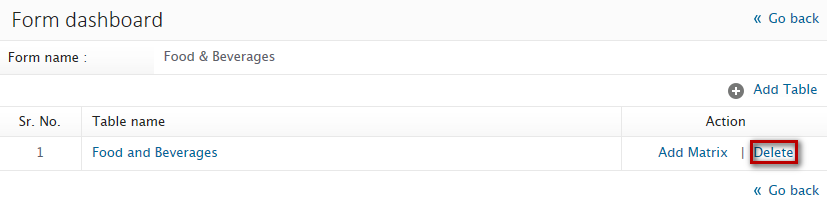 Form dashboard « Go back
Form name : Food & Beverages
Add Table
Sr. No. Table name Action
1 Food and Beverages Add Matrix | Delete
« Go back